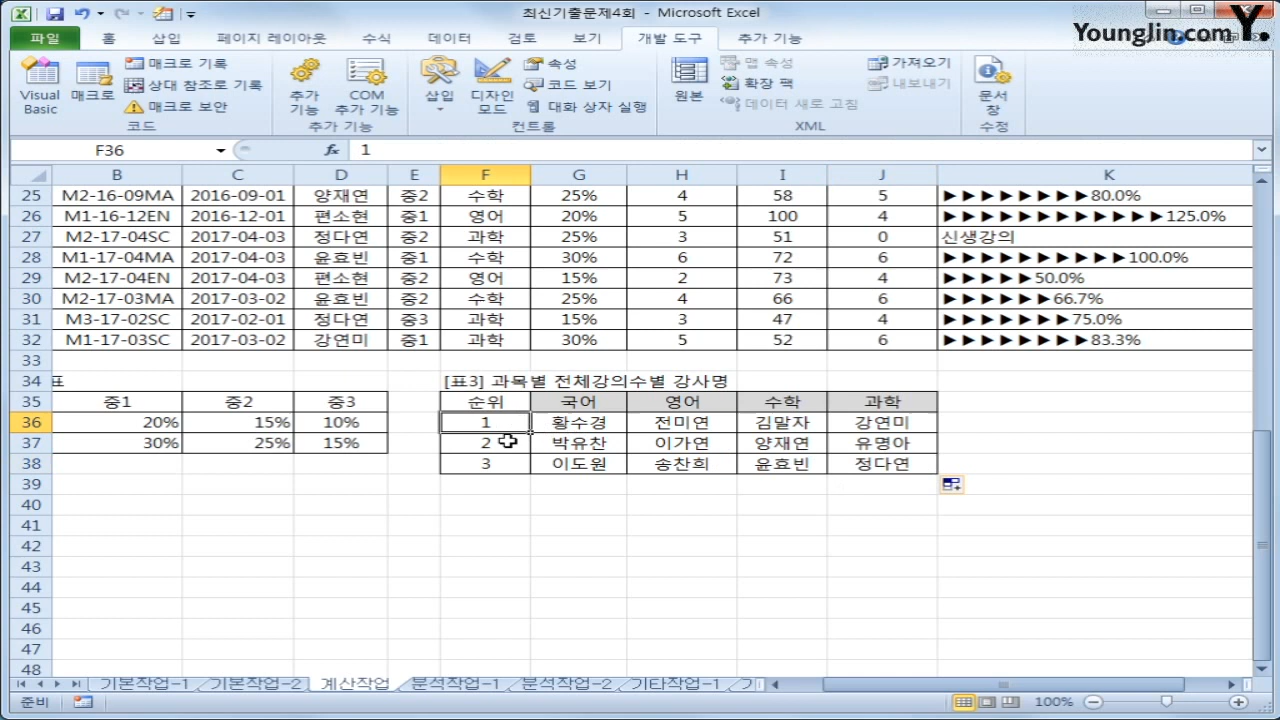 최신기출문제4회 - Microsoft Excel
YoungJin.com Y.
파일 홈 삽입 페이지 레이아웃 수식 데이터 검토 보기 개발 도구 추가 기능
Visual Basic 매크로 매크로 기록 상대 참조로 기록 매크로 보안 코드
추가 기능 COM 추가 기능 추가 기능
삽입 디자인 모드 속성 코드 보기 대화 상자 실행 컨트롤
원본 맵 속성 확장 팩 데이터 새로 고침 가져오기 내보내기 XML
문서 창 수정
F36 fx 1
B C D E F G H I J K
25 M2-16-09MA 2016-09-01 양재연 중2 수학 25% 4 58 5 ▶▶▶▶▶▶▶▶80.0%
26 M1-16-12EN 2016-12-01 편소현 중1 영어 20% 5 100 4 ▶▶▶▶▶▶▶▶▶▶▶▶125.0%
27 M2-17-04SC 2017-04-03 정다연 중2 과학 25% 3 51 0 신생강의
28 M1-17-04MA 2017-04-03 윤효빈 중1 수학 30% 6 72 6 ▶▶▶▶▶▶▶▶▶▶100.0%
29 M2-17-04EN 2017-04-03 편소현 중2 영어 15% 2 73 4 ▶▶▶▶▶50.0%
30 M2-17-03MA 2017-03-02 윤효빈 중2 수학 25% 4 66 6 ▶▶▶▶▶▶66.7%
31 M3-17-02SC 2017-02-01 정다연 중3 과학 15% 3 47 4 ▶▶▶▶▶▶▶75.0%
32 M1-17-03SC 2017-03-02 강연미 중1 과학 30% 5 52 6 ▶▶▶▶▶▶▶▶83.3%
33
34 표 [표3] 과목별 전체강의수별 강사명
35 중1 중2 중3 순위 국어 영어 수학 과학
36 20% 15% 10% 1 황수경 전미연 김말자 강연미
37 30% 25% 15% 2 박유찬 이가연 양재연 유명아
38 3 이도원 송찬희 윤효빈 정다연
39
40
41
42
43
44
45
46
47
48
기본작업-1 기본작업-2 계산작업 분석작업-1 분석작업-2 기타작업-1
준비 100%